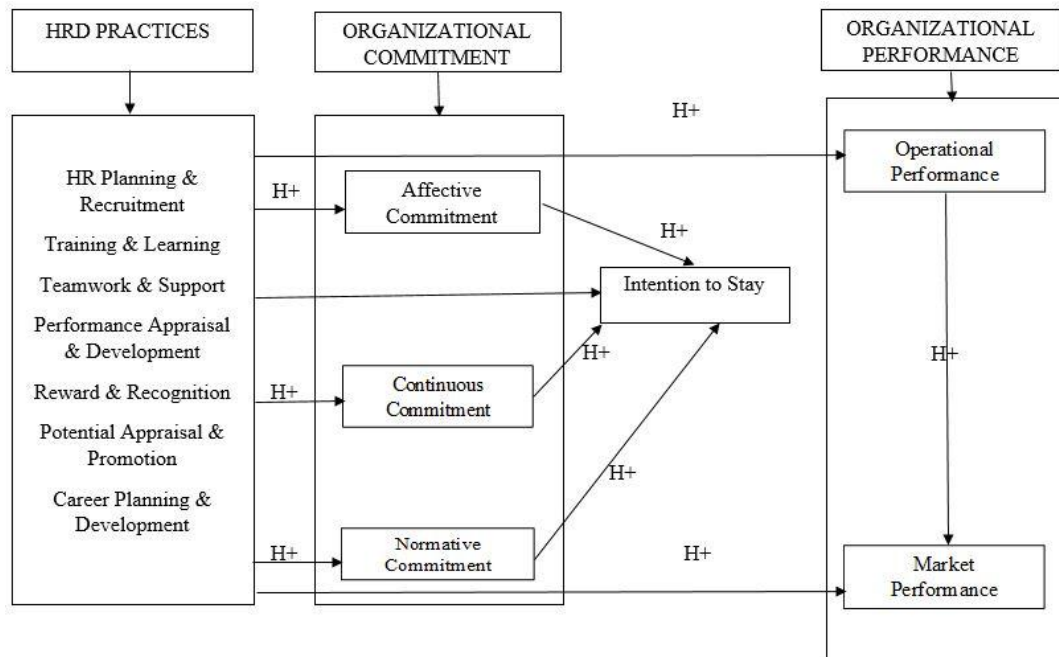 HRD PRACTICES
ORGANIZATIONAL
COMMITMENT
ORGANIZATIONAL
PERFORMANCE
HR Planning &
Recruitment
Training & Learning
Teamwork & Support
Performance Appraisal
& Development
Reward & Recognition
Potential Appraisal &
Promotion
Career Planning &
Development
H+
H+
H+
Affective
Commitment
Continuous
Commitment
Normative
Commitment
H+
H+
H+
Intention to Stay
H+
H+
Operational
Performance
H+
Market
Performance